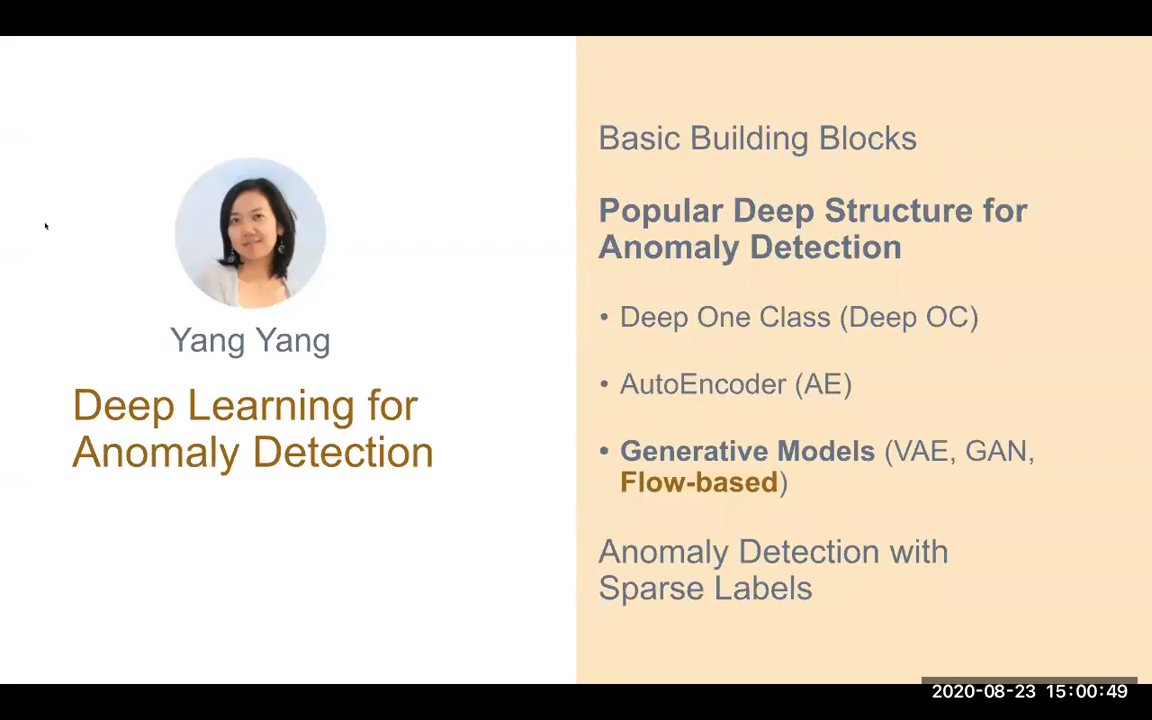 Yang Yang
Deep Learning for
Anomaly Detection
Basic Building Blocks
Popular Deep Structure for
Anomaly Detection
• Deep One Class (Deep OC)
• AutoEncoder (AE)
• Generative Models (VAE, GAN,
Flow-based)
Anomaly Detection with
Sparse Labels
2020-08-23 15:00:49